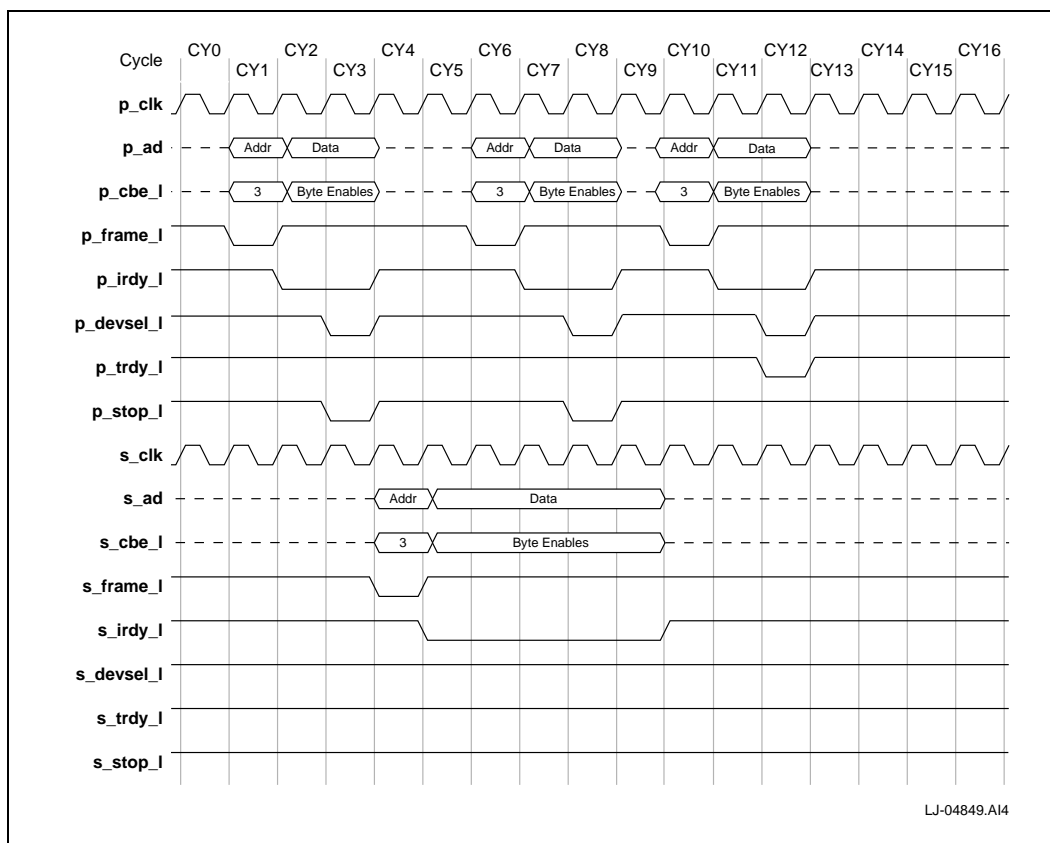 CY0 CY2 CY4 CY6 CY8 CY10 CY12 CY14 CY16
Cycle
CY1 CY3 CY5 CY7 CY9 CY11 CY13 CY15
p_clk
p_ad Addr Data Addr Data Addr Data
p_cbe_l 3 Byte Enables 3 Byte Enables 3 Byte Enables
p_frame_l
p_irdy_l
p_devsel_l
p_trdy_l
p_stop_l
s_clk
s_ad Addr Data
s_cbe_l 3 Byte Enables
s_frame_l
s_irdy_l
s_devsel_l
s_trdy_l
s_stop_l
LJ-04849.AI4